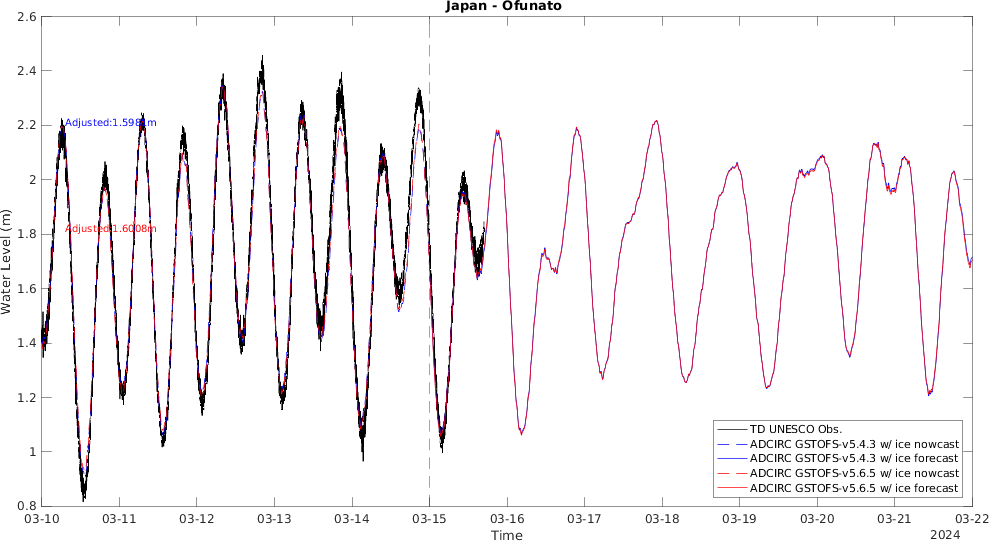 Japan - Ofunato
Water Level (m)
2.6
2.4
2.2
2
1.8
1.6
1.4
1.2
1
0.8
Adjusted:1.5981m
Adjusted:1.6008m
TD UNESCO Obs.
ADCIRC GSTOFS-v5.4.3 w/ ice nowcast
ADCIRC GSTOFS-v5.4.3 w/ ice forecast
ADCIRC GSTOFS-v5.6.5 w/ ice nowcast
ADCIRC GSTOFS-v5.6.5 w/ ice forecast
03-10 03-11 03-12 03-13 03-14 03-15 03-16 03-17 03-18 03-19 03-20 03-21 03-22
Time
2024